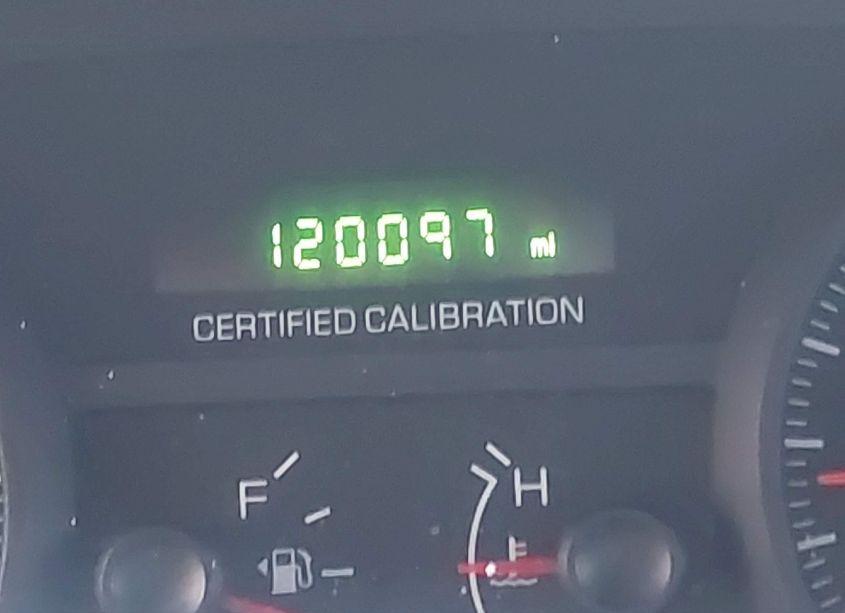 120097 mi
CERTIFIED CALIBRATION
F H